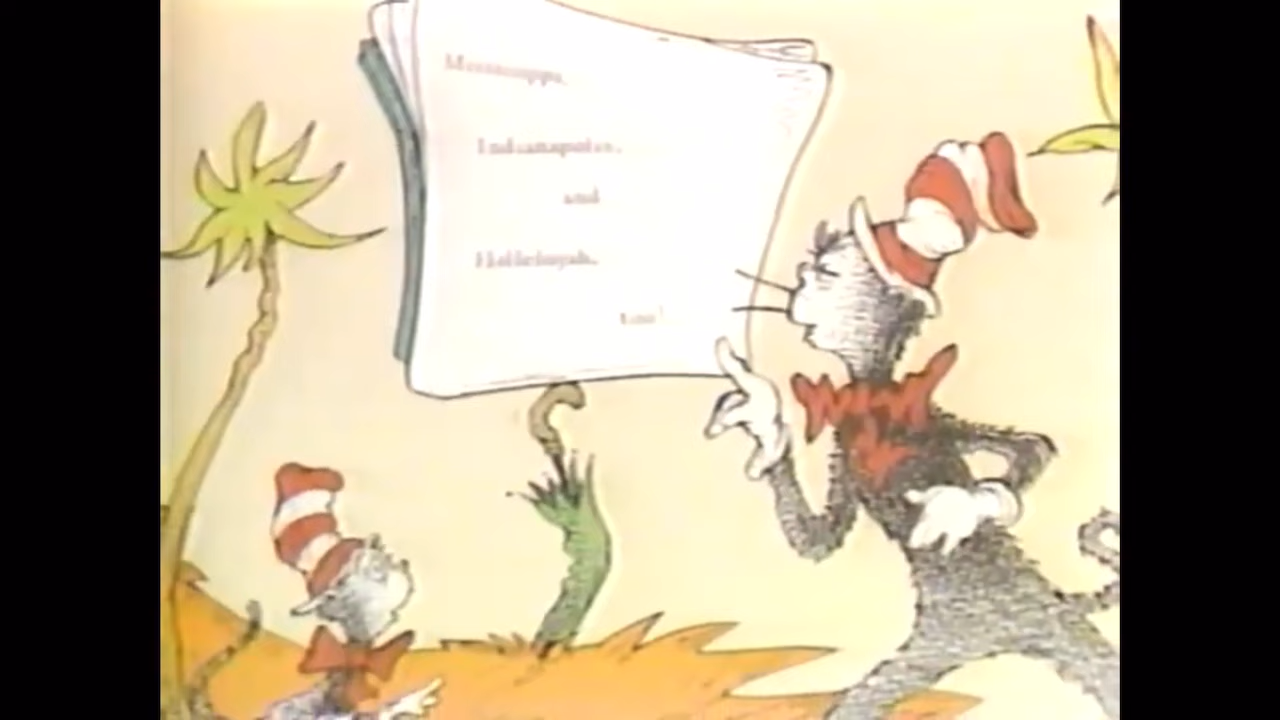 Mississippi,
Indianapolis,
and
Hallelujah,
too!